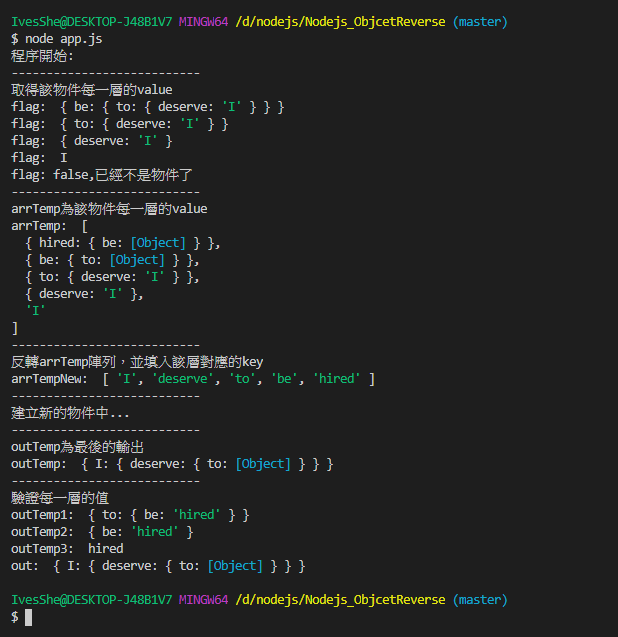 IvesShe@DESKTOP-J48B1V7 MINGW64 /d/nodejs/Nodejs_ObjcetReverse (master)
$ node app.js
程序開始:
---------------------------
取得該物件每一層的value
flag:  { be: { to: { deserve: 'I' } } }
flag:  { to: { deserve: 'I' } }
flag:  { deserve: 'I' }
flag:  I
flag: false,已經不是物件了
---------------------------
arrTemp為該物件每一層的value
arrTemp:  [
  { hired: { be: [Object] } },
  { be: { to: [Object] } },
  { to: { deserve: 'I' } },
  { deserve: 'I' },
  'I'
]
---------------------------
反轉arrTemp陣列，並填入該層對應的key
arrTempNew:  [ 'I', 'deserve', 'to', 'be', 'hired' ]
---------------------------
建立新的物件中...
---------------------------
outTemp為最後的輸出
outTemp:  { I: { deserve: { to: [Object] } } }
---------------------------
驗證每一層的值
outTemp1:  { to: { be: 'hired' } }
outTemp2:  { be: 'hired' }
outTemp3:  hired
out:  { I: { deserve: { to: [Object] } } }
IvesShe@DESKTOP-J48B1V7 MINGW64 /d/nodejs/Nodejs_ObjcetReverse (master)
$